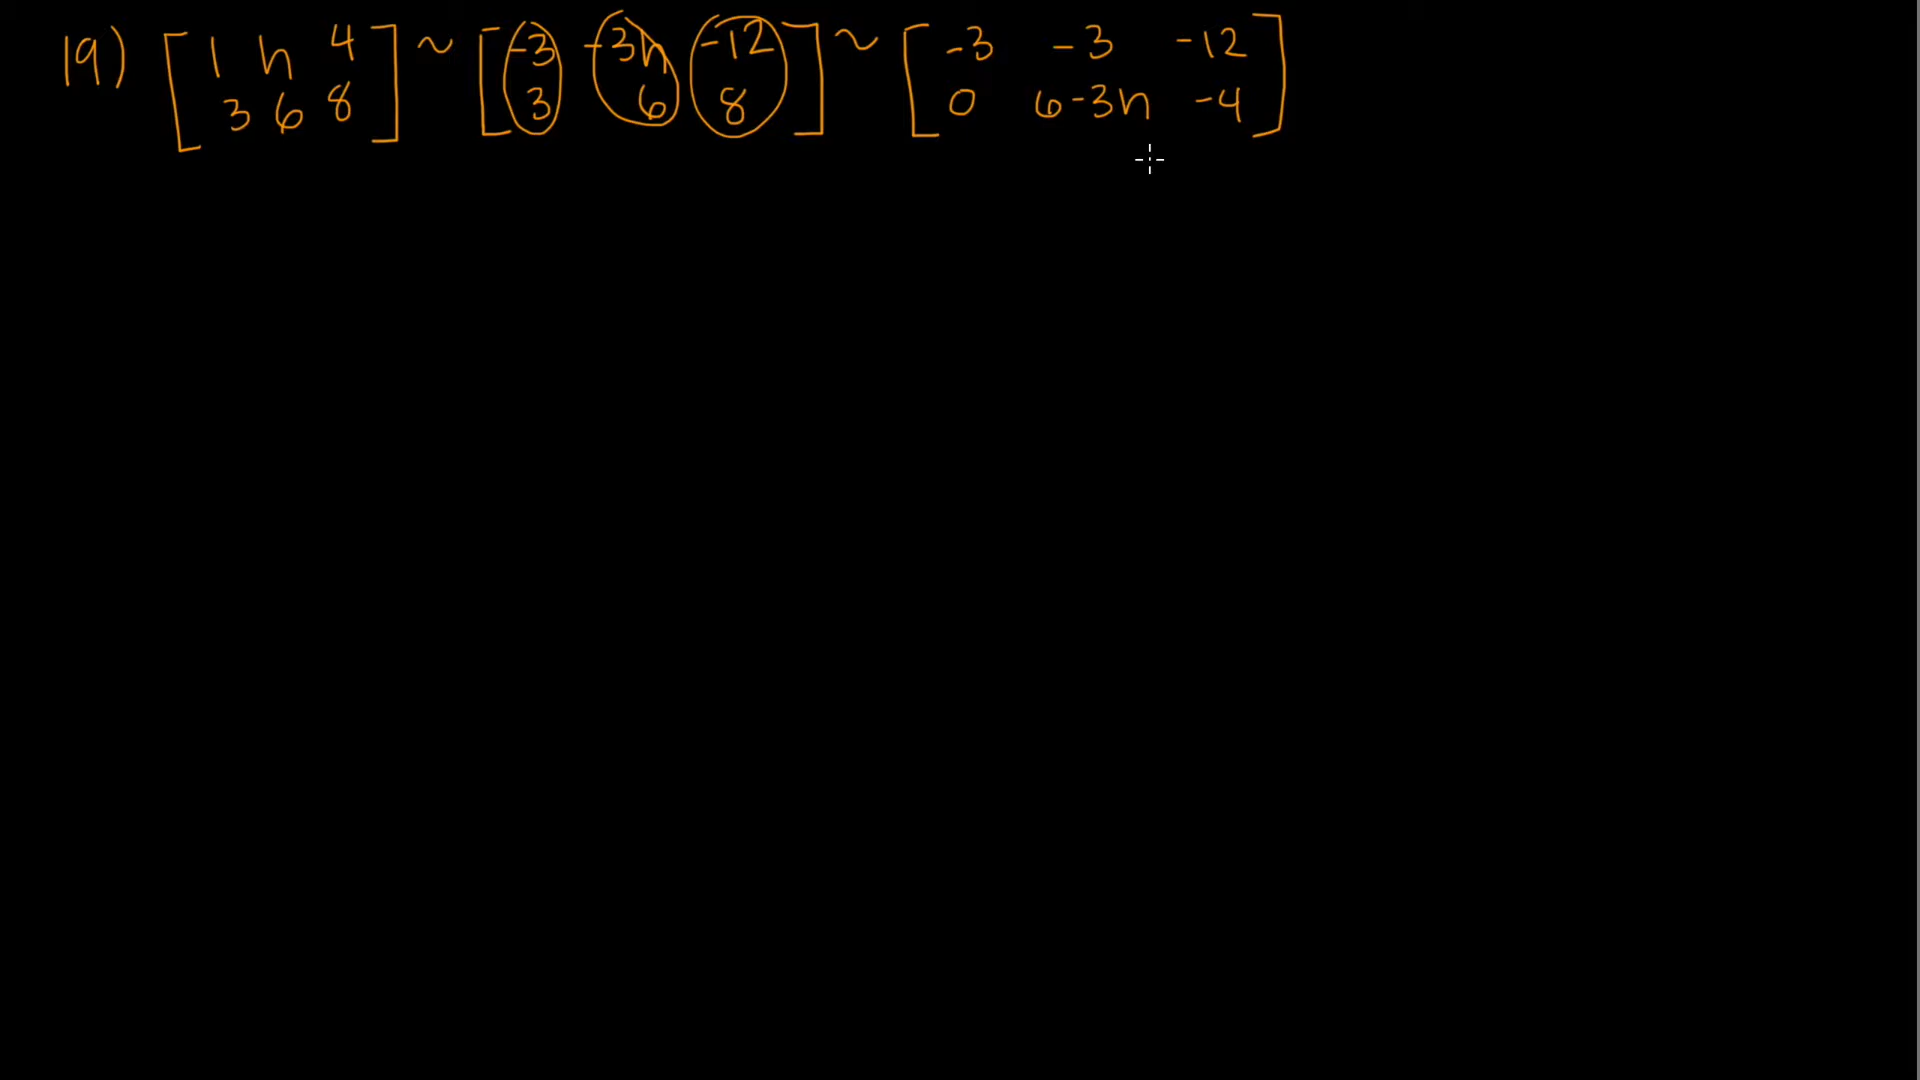 19) [ 1 h 4 ] ~ [ -3 -3h -12 ] ~ [ -3 -3 -12 ]
[ 3 6 8 ] [ 3 6 8 ] [ 0 6-3h -4 ]